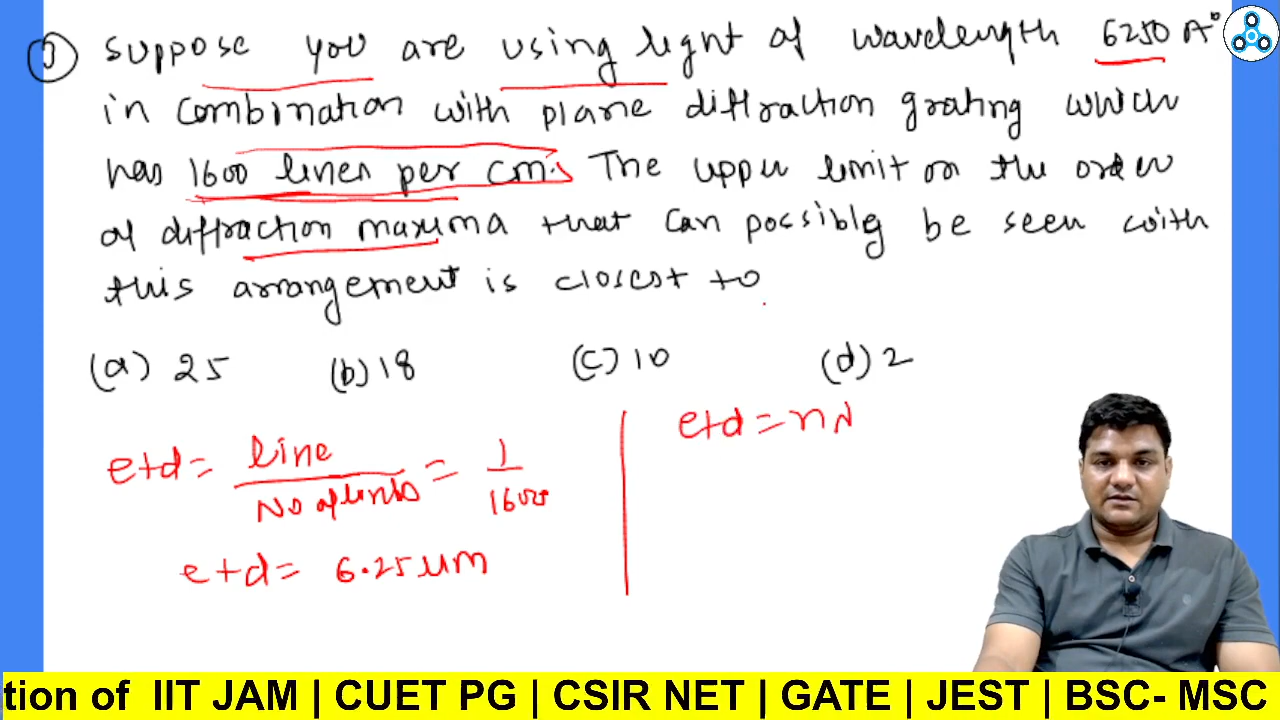 ① Suppose you are using light of wavelength 6250 A°
in combination with plane diffraction grating which
has 1600 lines per cm. The upper limit on the order
of diffraction maxima that can possibly be seen with
this arrangement is closest to
(a) 25 (b) 18 (c) 10 (d) 2
e+d = line / No of lines = 1 / 1600
e+d = 6.25 um
e+d = nλ
tion of IIT JAM | CUET PG | CSIR NET | GATE | JEST | BSC- MSC